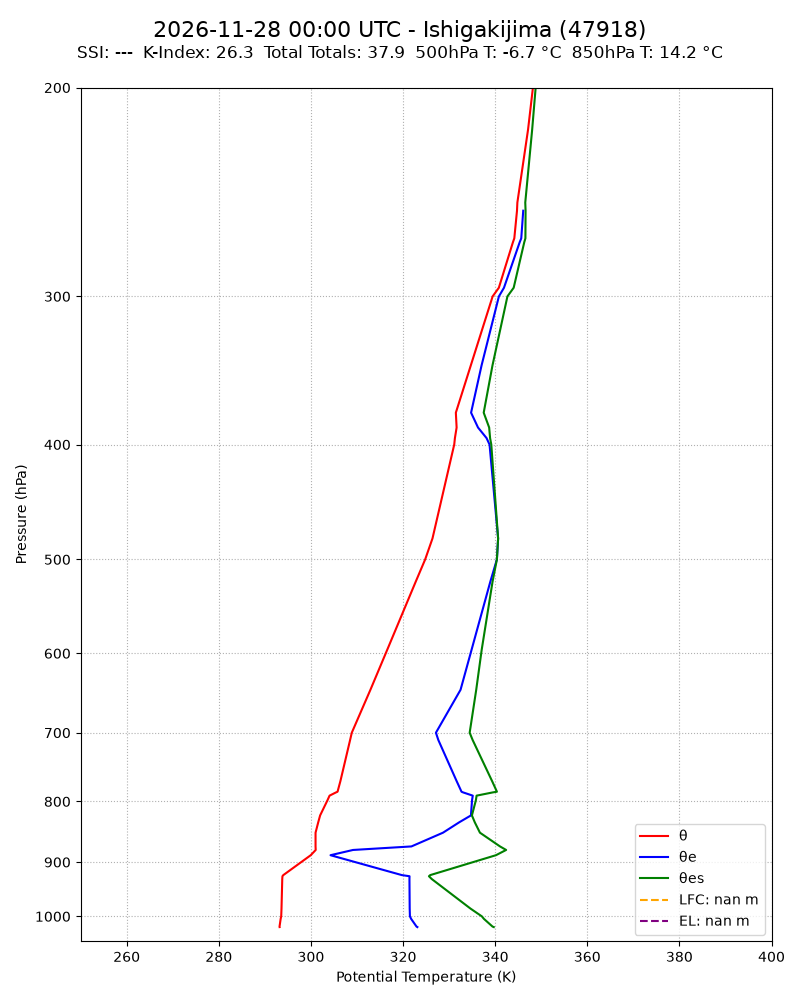 2026-11-28 00:00 UTC - Ishigakijima (47918)
SSI: ---  K-Index: 26.3  Total Totals: 37.9  500hPa T: -6.7 °C  850hPa T: 14.2 °C
200
300
400
500
600
700
800
900
1000
Pressure (hPa)
θ
θe
θes
LFC: nan m
EL: nan m
260
280
300
320
340
360
380
400
Potential Temperature (K)